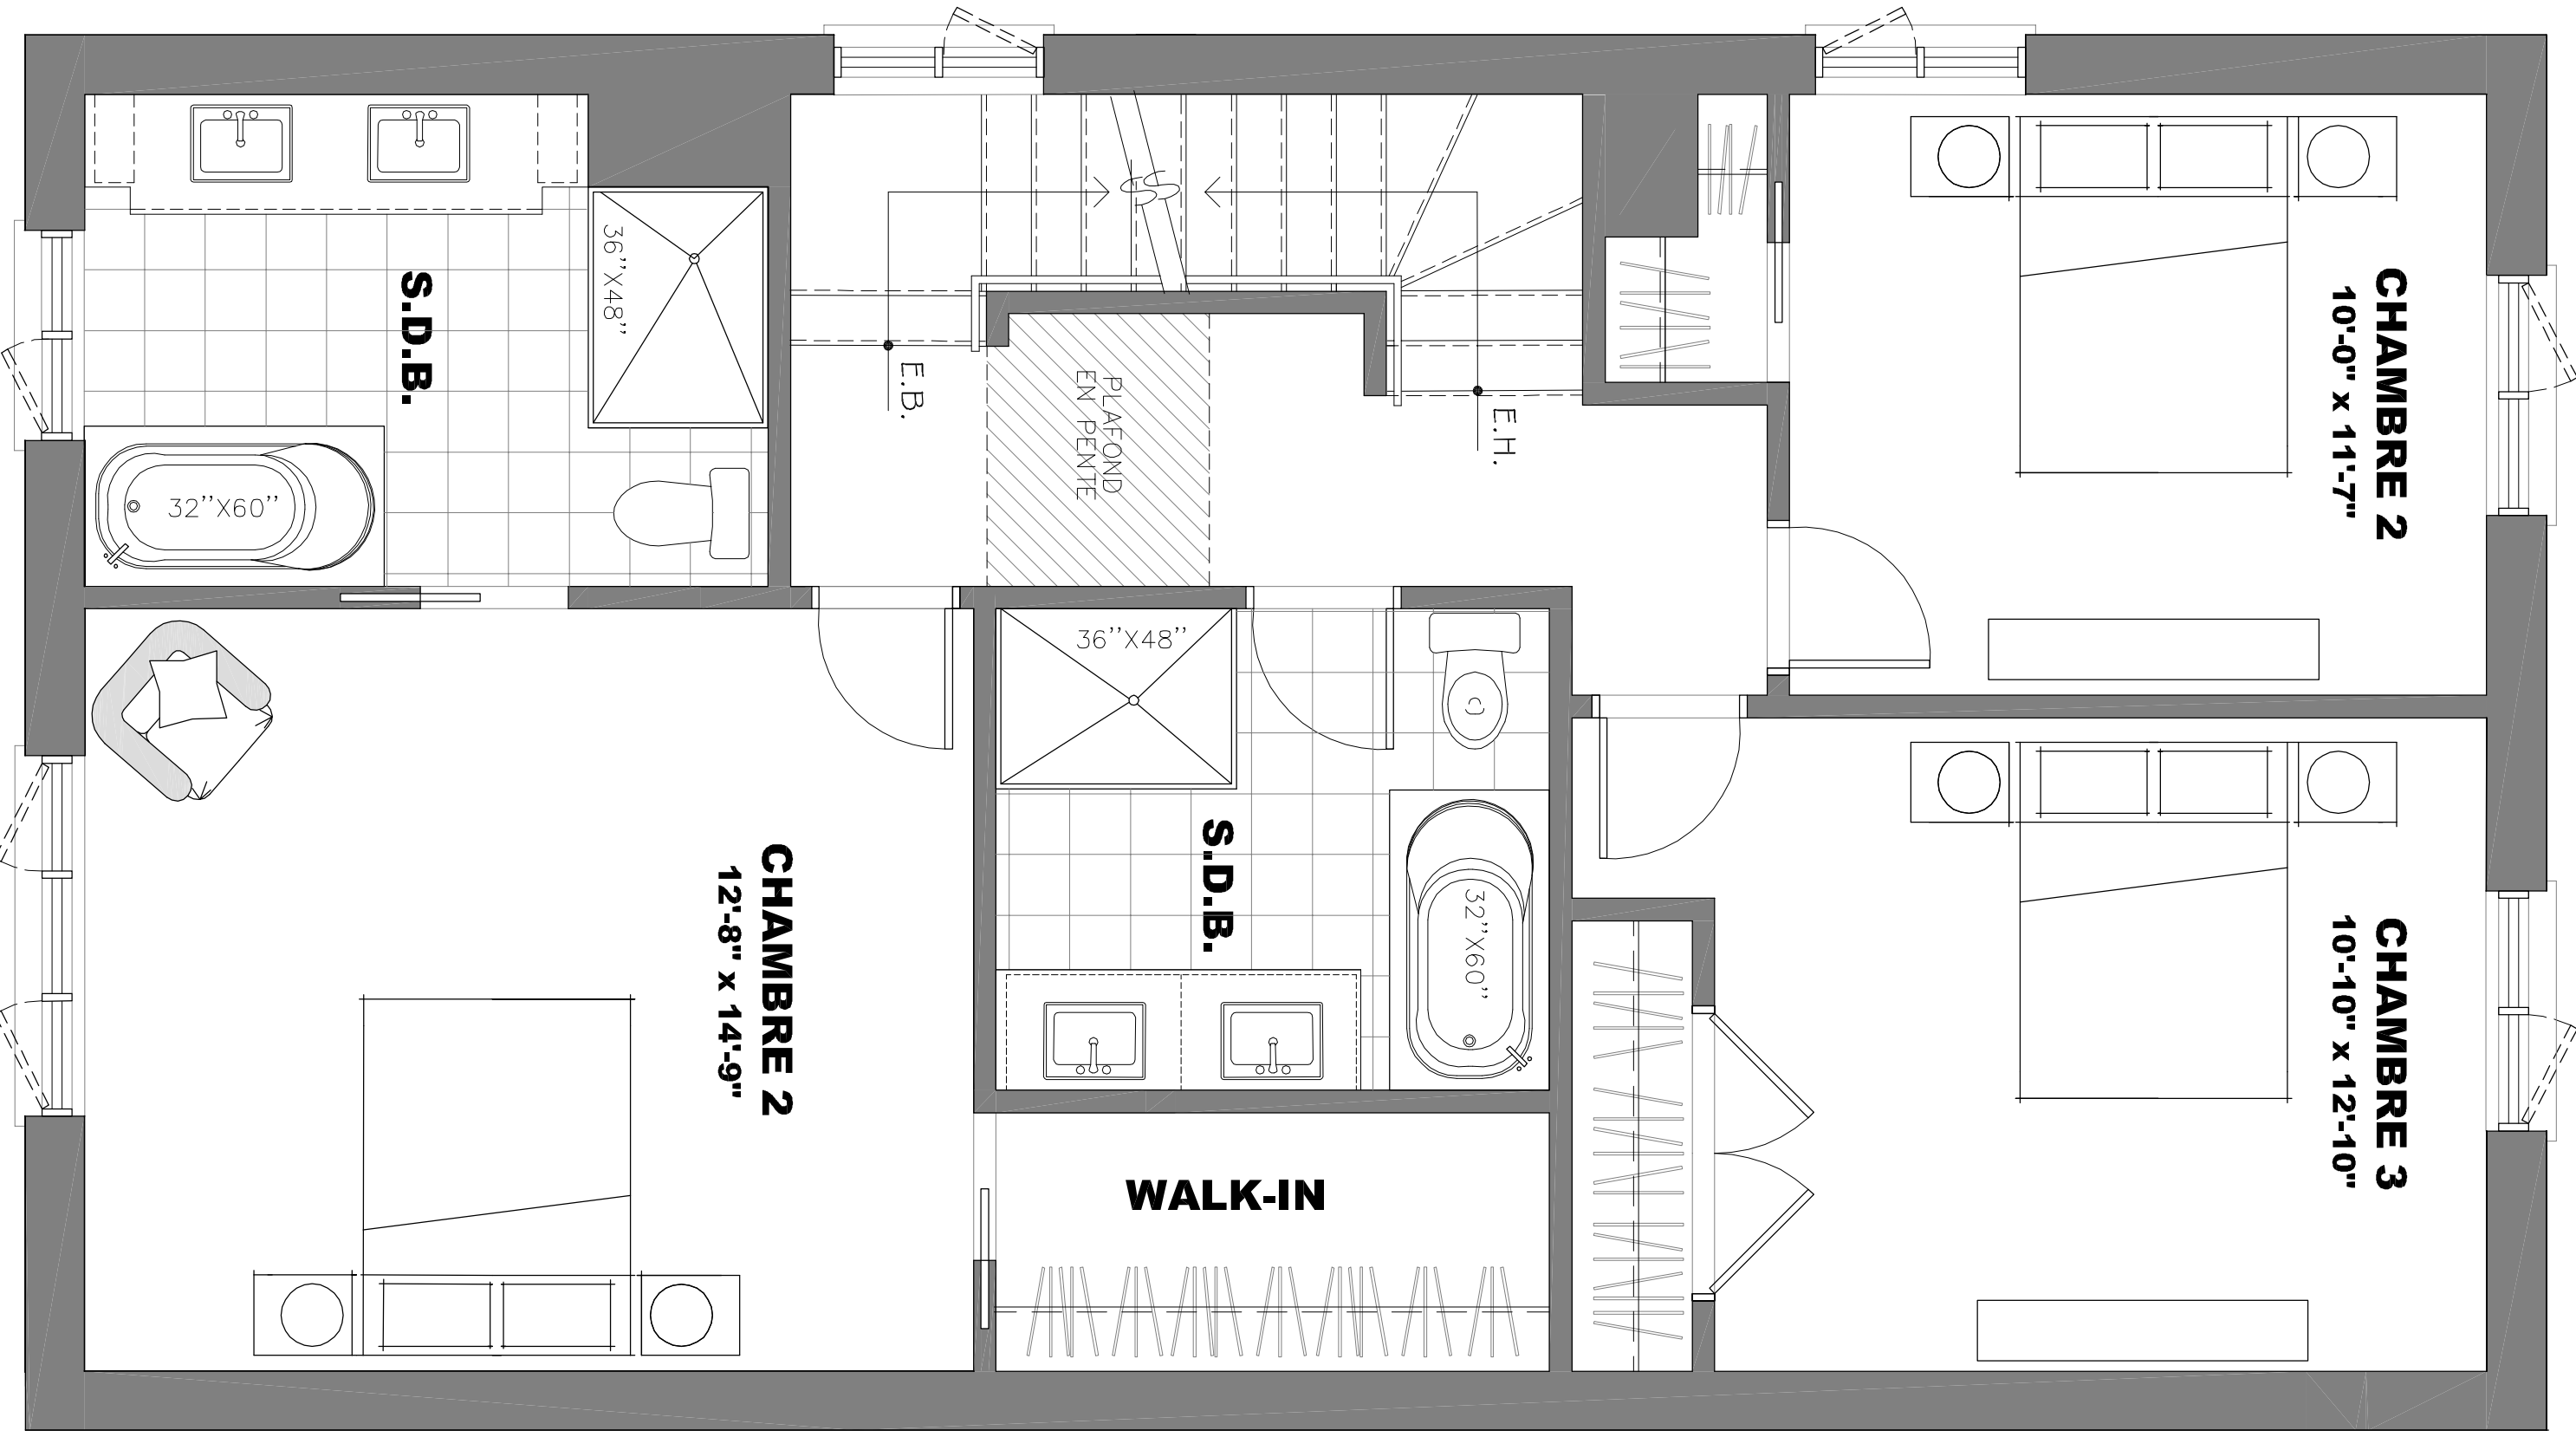 S.D.B.
36''X48''
32''X60''
E.B.
PLAFOND
EN PENTE
E.H.
CHAMBRE 2
10'-0" x 11'-7"
36''X48''
S.D.B.
32''X60''
CHAMBRE 2
12'-8" x 14'-9"
WALK-IN
CHAMBRE 3
10'-10" x 12'-10"